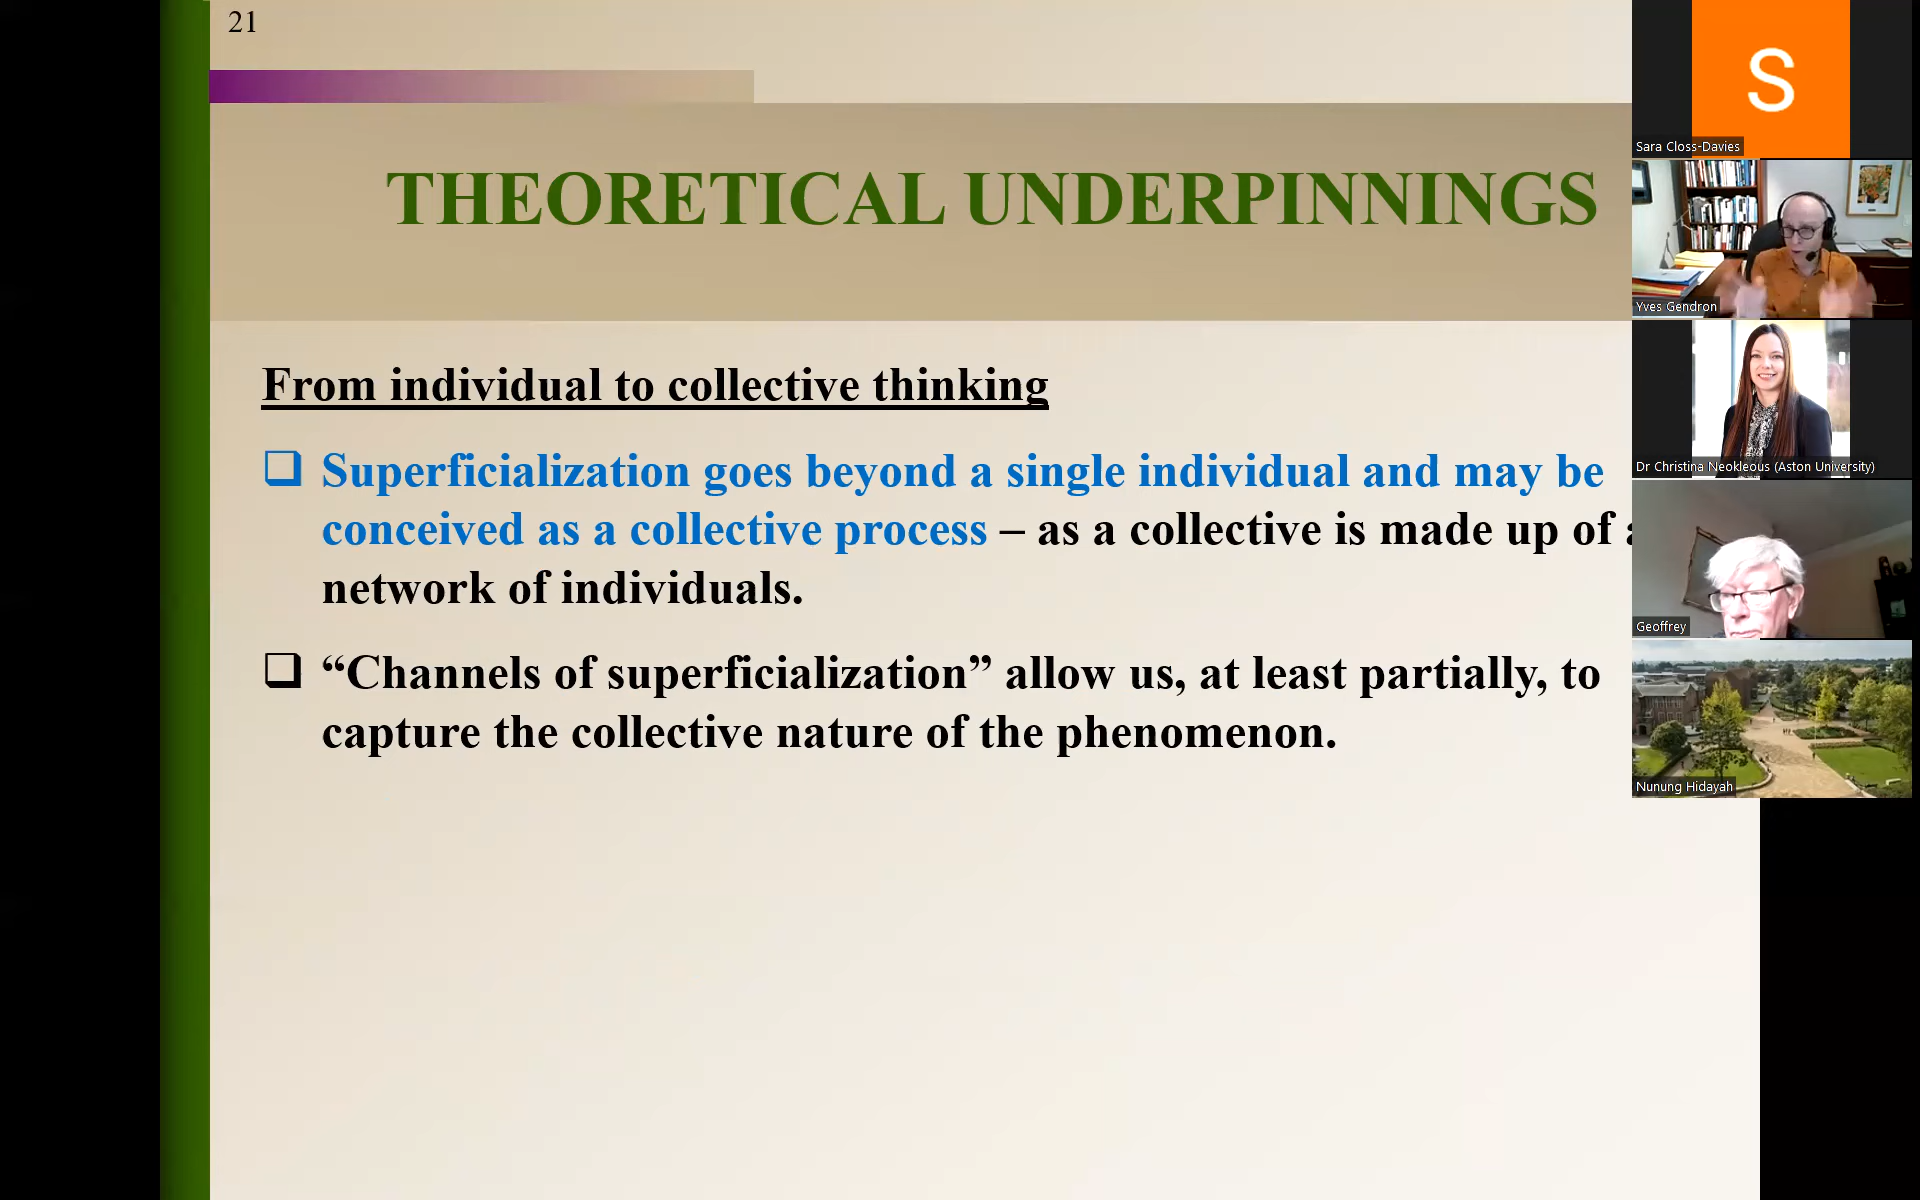 21
THEORETICAL UNDERPINNINGS
From individual to collective thinking
Superficialization goes beyond a single individual and may be
conceived as a collective process – as a collective is made up of
network of individuals.
“Channels of superficialization” allow us, at least partially, to
capture the collective nature of the phenomenon.
S
Sara Closs-Davies
Yves Gendron
Dr Christina Neokleous (Aston University)
Geoffrey
Nunung Hidayah